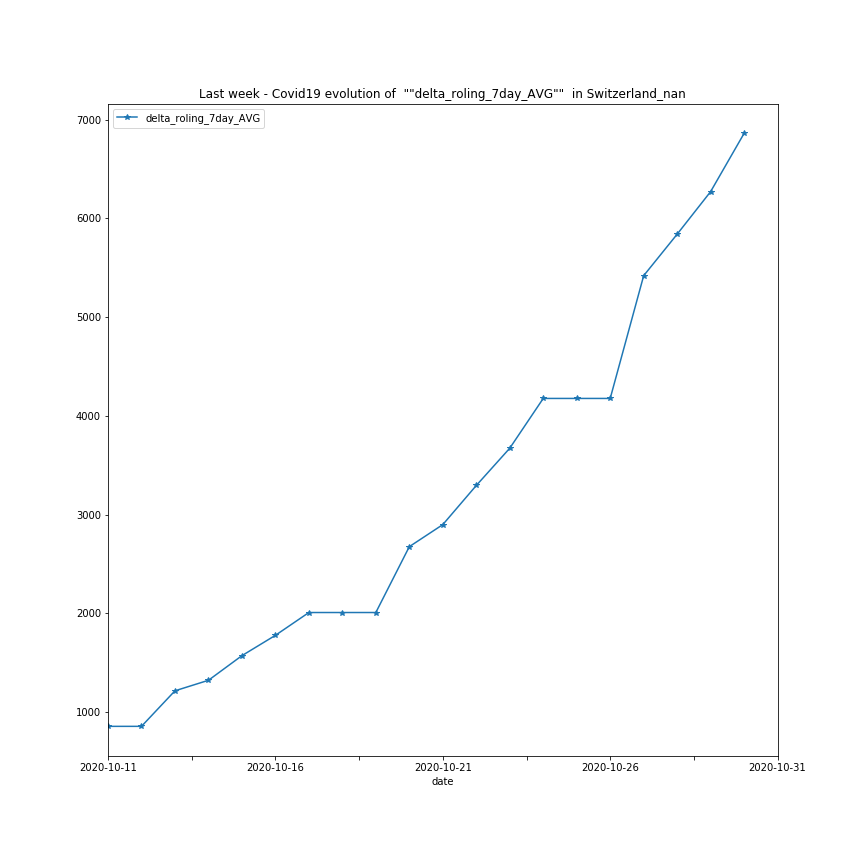 Last week - Covid19 evolution of  ""delta_roling_7day_AVG""  in Switzerland_nan
delta_roling_7day_AVG
7000
6000
5000
4000
3000
2000
1000
2020-10-11 2020-10-16 2020-10-21 2020-10-26 2020-10-31
date